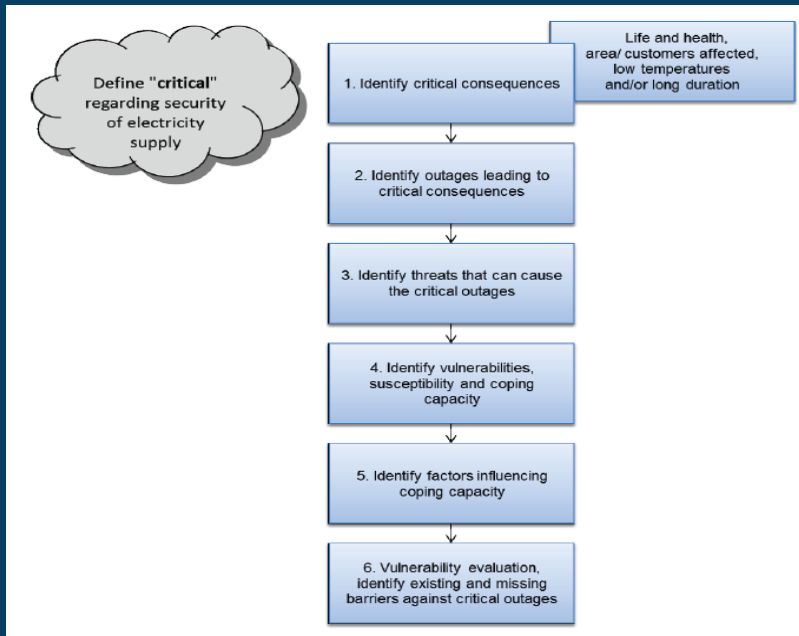 Define "critical"
regarding security
of electricity
supply
Life and health,
area/ customers affected,
low temperatures
and/or long duration
1. Identify critical consequences
2. Identify outages leading to
critical consequences
3. Identify threats that can cause
the critical outages
4. Identify vulnerabilities,
susceptibility and coping
capacity
5. Identify factors influencing
coping capacity
6. Vulnerability evaluation,
identify existing and missing
barriers against critical outages